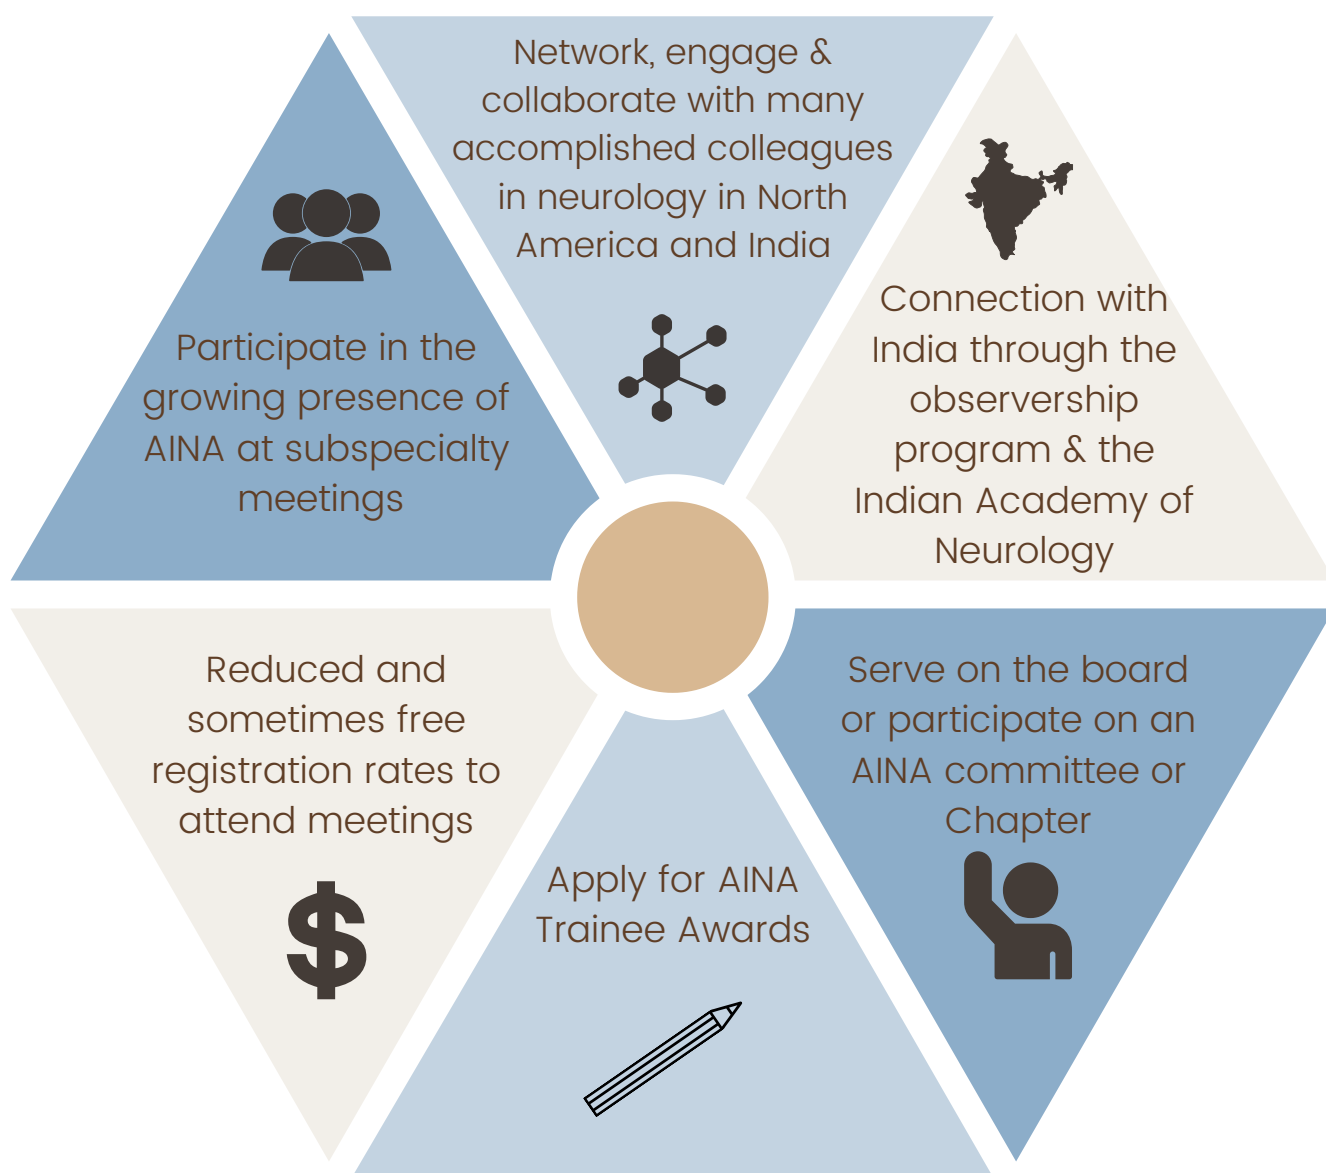 Network, engage &
collaborate with many
accomplished colleagues
in neurology in North
America and India
Participate in the
growing presence of
AINA at subspecialty
meetings
Connection with
India through the
observership
program & the
Indian Academy of
Neurology
Reduced and
sometimes free
registration rates to
attend meetings
Serve on the board
or participate on an
AINA committee or
Chapter
Apply for AINA
Trainee Awards